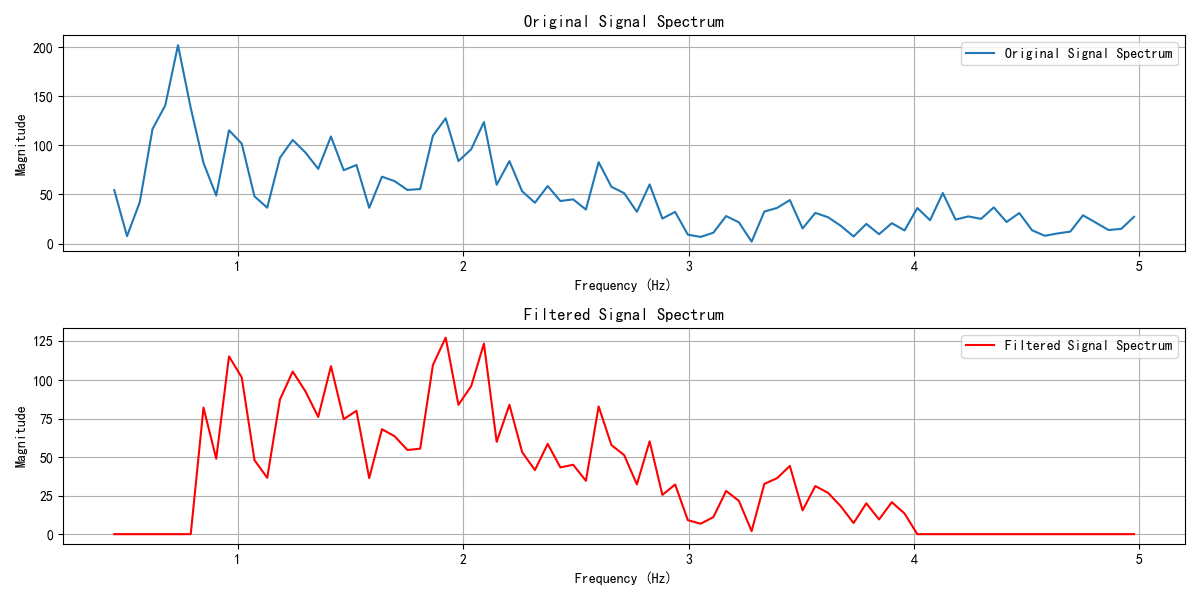 Original Signal Spectrum
Original Signal Spectrum
Magnitude
200
150
100
50
0
1 2 3 4 5
Frequency (Hz)
Filtered Signal Spectrum
Filtered Signal Spectrum
Magnitude
125
100
75
50
25
0
1 2 3 4 5
Frequency (Hz)